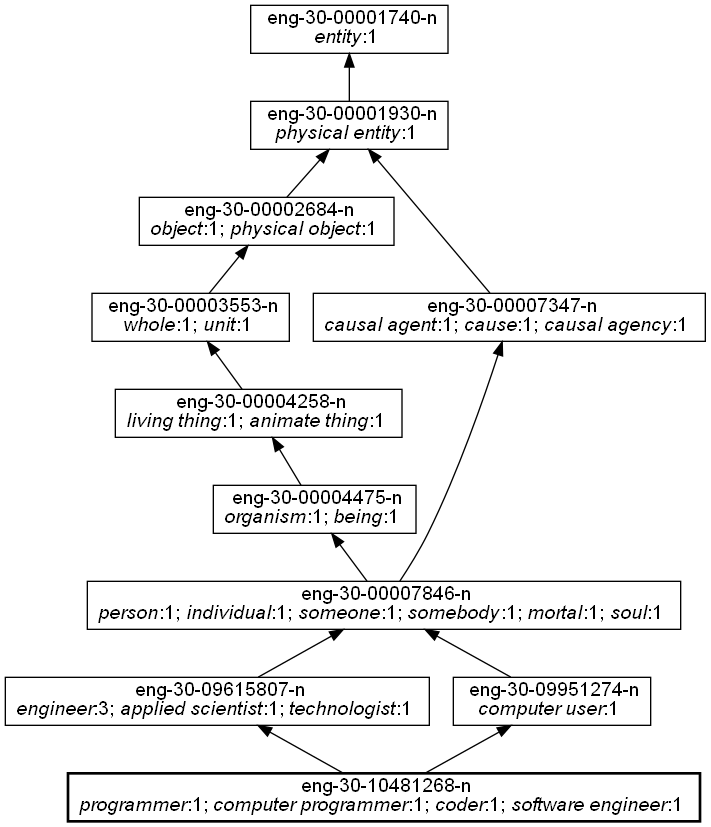 eng-30-00001740-n
entity:1
eng-30-00001930-n
physical entity:1
eng-30-00002684-n
object:1; physical object:1
eng-30-00003553-n
whole:1; unit:1
eng-30-00007347-n
causal agent:1; cause:1; causal agency:1
eng-30-00004258-n
living thing:1; animate thing:1
eng-30-00004475-n
organism:1; being:1
eng-30-00007846-n
person:1; individual:1; someone:1; somebody:1; mortal:1; soul:1
eng-30-09615807-n
engineer:3; applied scientist:1; technologist:1
eng-30-09951274-n
computer user:1
eng-30-10481268-n
programmer:1; computer programmer:1; coder:1; software engineer:1